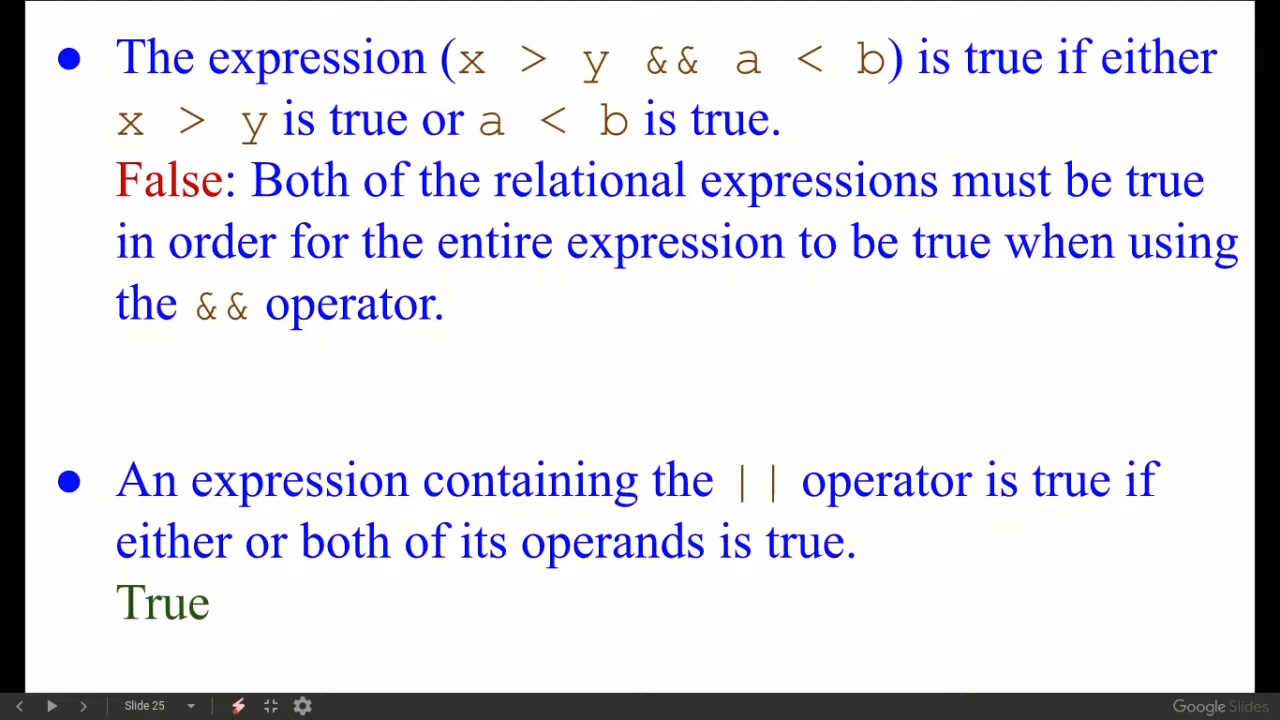 ● The expression (x > y && a < b) is true if either
x > y is true or a < b is true.
False: Both of the relational expressions must be true
in order for the entire expression to be true when using
the && operator.
● An expression containing the || operator is true if
either or both of its operands is true.
True
Slide 25
Google Slides